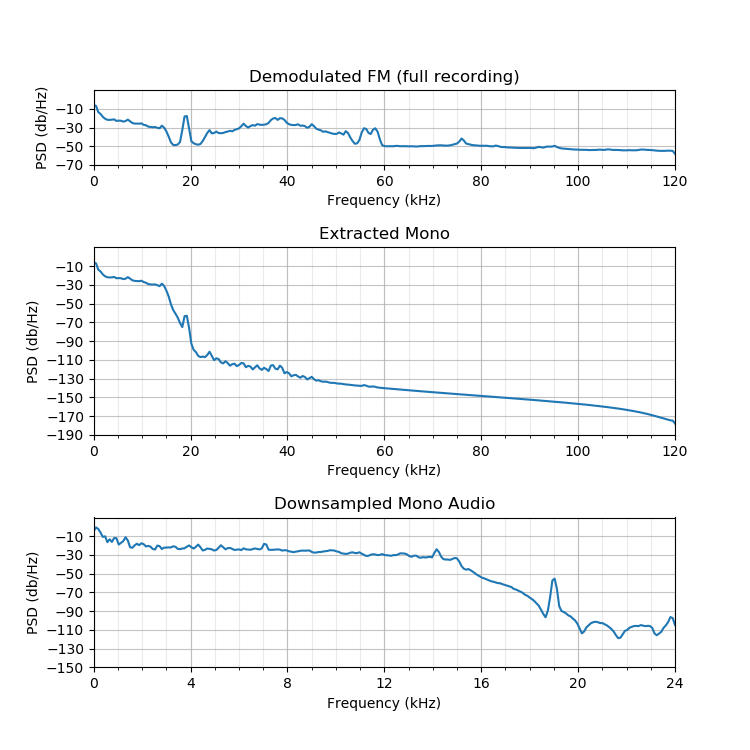 Demodulated FM (full recording)
PSD (db/Hz)
−10
−30
−50
−70
0 20 40 60 80 100 120
Frequency (kHz)
Extracted Mono
PSD (db/Hz)
−10
−30
−50
−70
−90
−110
−130
−150
−170
−190
0 20 40 60 80 100 120
Frequency (kHz)
Downsampled Mono Audio
PSD (db/Hz)
−10
−30
−50
−70
−90
−110
−130
−150
0 4 8 12 16 20 24
Frequency (kHz)